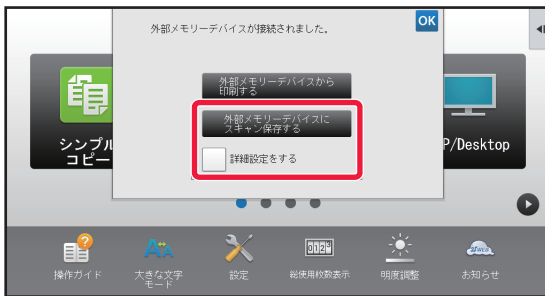 外部メモリーデバイスが接続されました。
OK
外部メモリーデバイスから
印刷する
外部メモリーデバイスに
スキャン保存する
詳細設定をする
シンプル
コピー
P/Desktop
操作ガイド
大きな文字
モード
設定
総使用枚数表示
明度調整
お知らせ